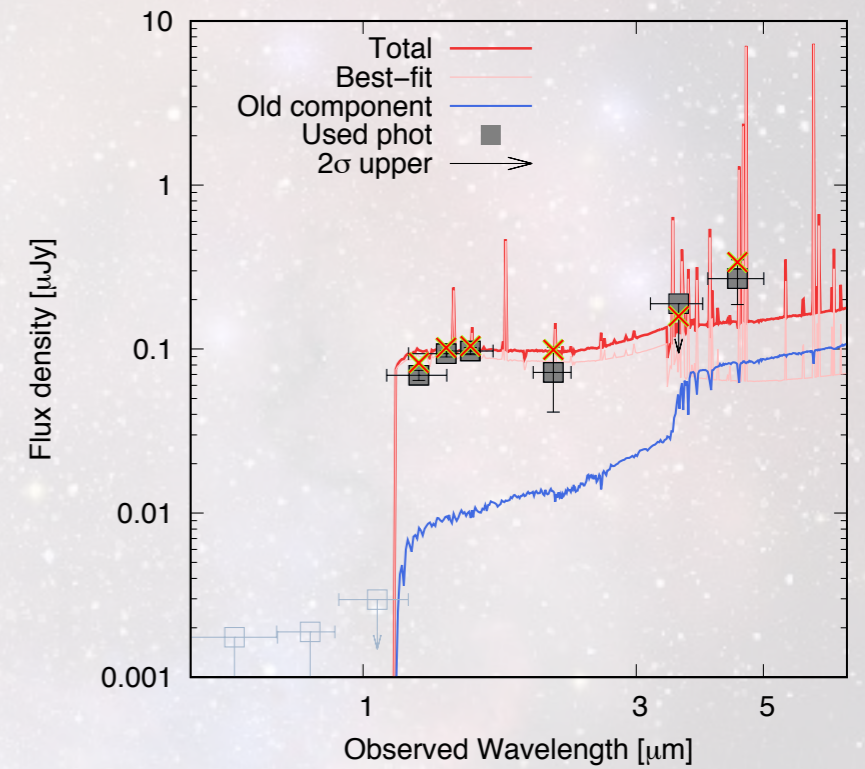 10
1
0.1
0.01
0.001
Flux density [μJy]
Total
Best−fit
Old component
Used phot
2σ upper
1 3 5
Observed Wavelength [μm]